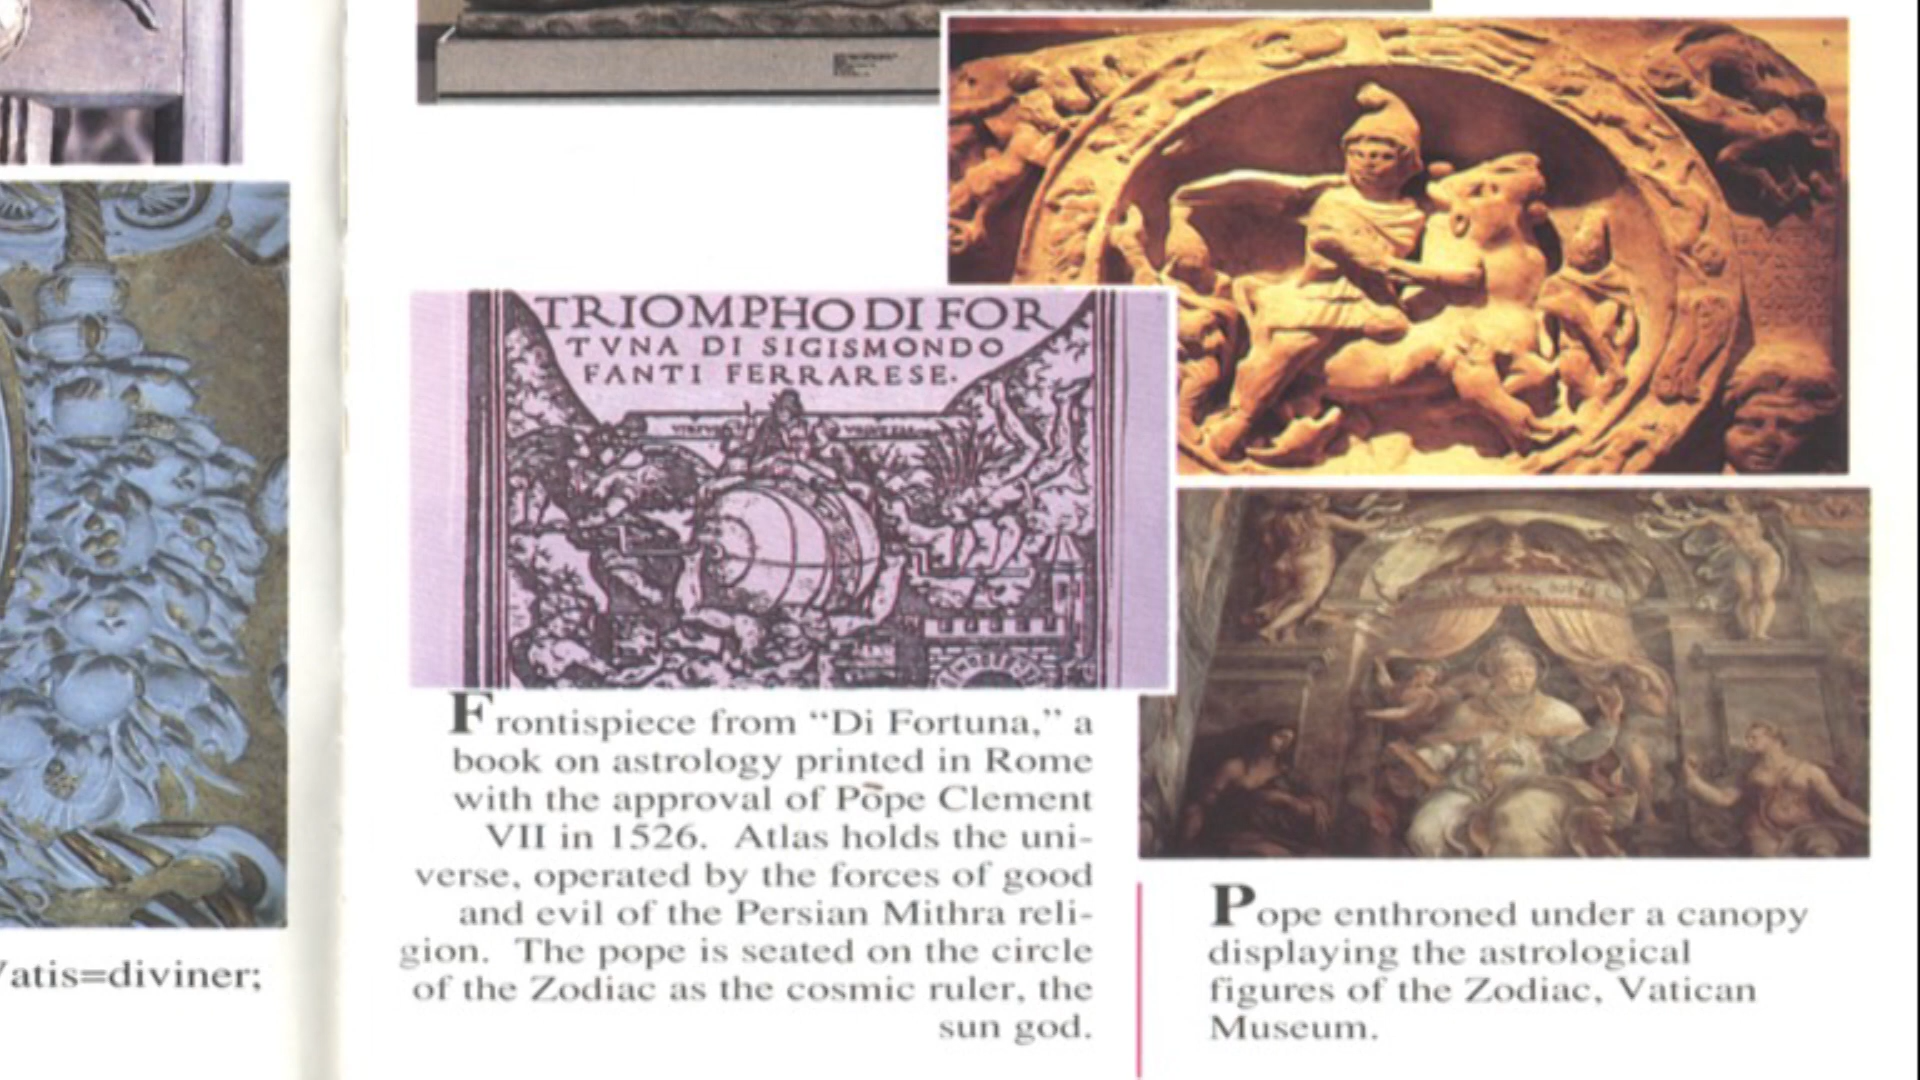 TRIOMPHO DI FOR
TVNA DI SIGISMONDO
FANTI FERRARESE.
Frontispiece from “Di Fortuna,” a
book on astrology printed in Rome
with the approval of Pope Clement
VII in 1526. Atlas holds the uni-
verse, operated by the forces of good
and evil of the Persian Mithra reli-
gion. The pope is seated on the circle
of the Zodiac as the cosmic ruler, the
sun god.
Pope enthroned under a canopy
displaying the astrological
figures of the Zodiac, Vatican
Museum.
atis=diviner;